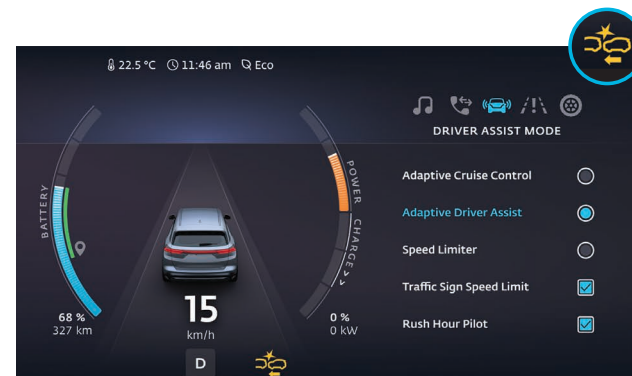 22.5 °C 11:46 am Eco
DRIVER ASSIST MODE
BATTERY
POWER
CHARGE
Adaptive Cruise Control
Adaptive Driver Assist
Speed Limiter
Traffic Sign Speed Limit
Rush Hour Pilot
68 %
327 km
15
km/h
0 %
0 kW
D